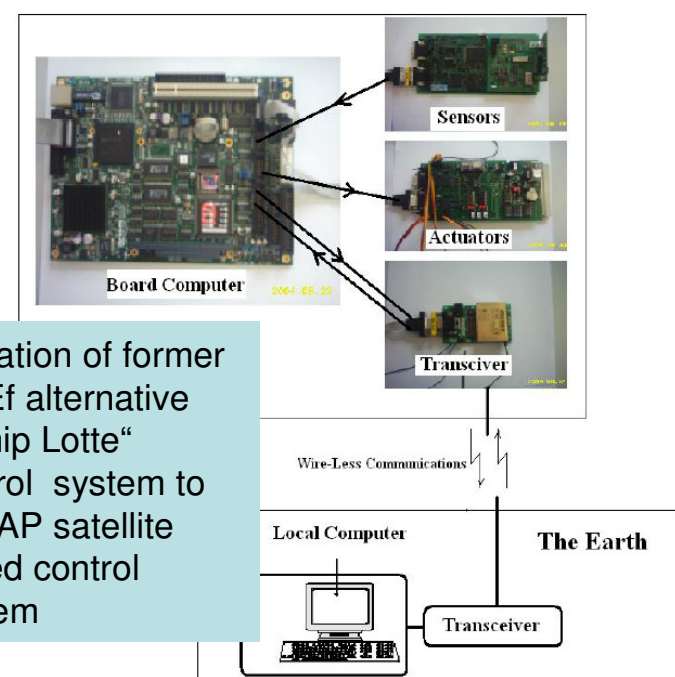 Sensors
Actuators
Board Computer
Transciver
ation of former
Ef alternative
ip Lotte“
rol system to
AP satellite
ed control
em
Wire-Less Communications
Local Computer
The Earth
Transceiver